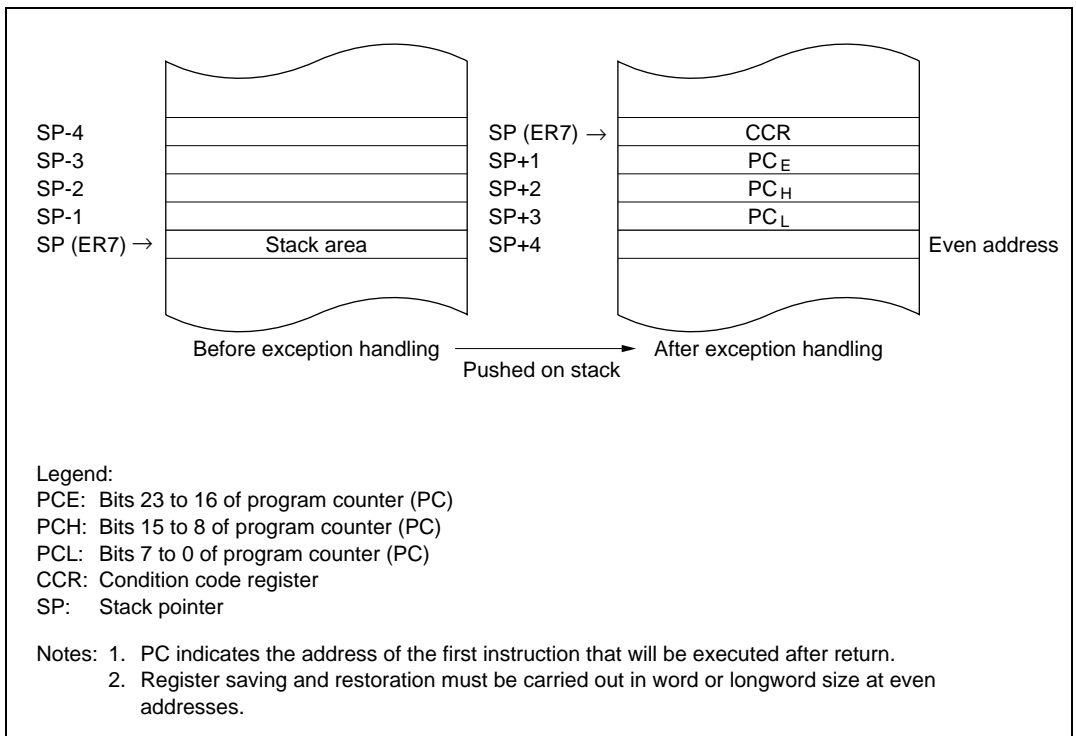 SP-4
SP-3
SP-2
SP-1
SP (ER7) →
Stack area
SP (ER7) →
SP+1
SP+2
SP+3
SP+4
CCR
PC E
PC H
PC L
Even address
Before exception handling
Pushed on stack
After exception handling
Legend:
PCE: Bits 23 to 16 of program counter (PC)
PCH: Bits 15 to 8 of program counter (PC)
PCL: Bits 7 to 0 of program counter (PC)
CCR: Condition code register
SP: Stack pointer
Notes: 1. PC indicates the address of the first instruction that will be executed after return.
2. Register saving and restoration must be carried out in word or longword size at even
addresses.